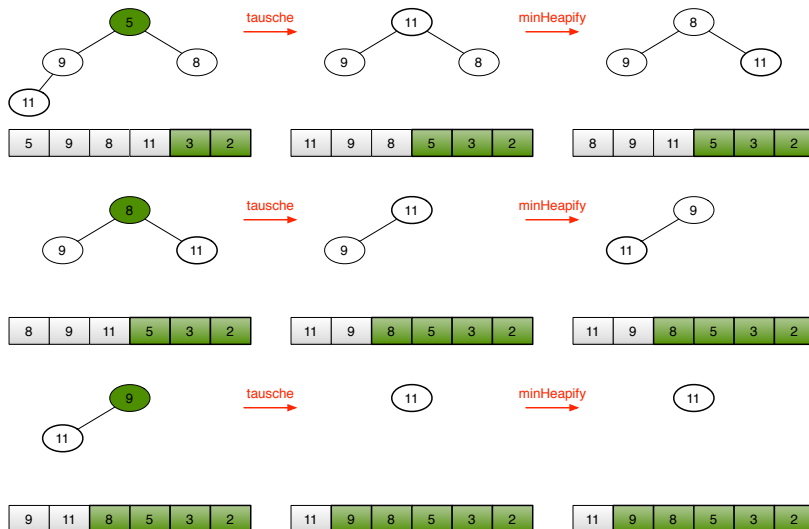 5 tausche 11 minHeapify 8
9 8 9 8 9 11
11
5 9 8 11 3 2 11 9 8 5 3 2 8 9 11 5 3 2
8 tausche 11 minHeapify 9
9 11 9 11
8 9 11 5 3 2 11 9 8 5 3 2 11 9 8 5 3 2
9 tausche 11 minHeapify 11
11
9 11 8 5 3 2 11 9 8 5 3 2 11 9 8 5 3 2